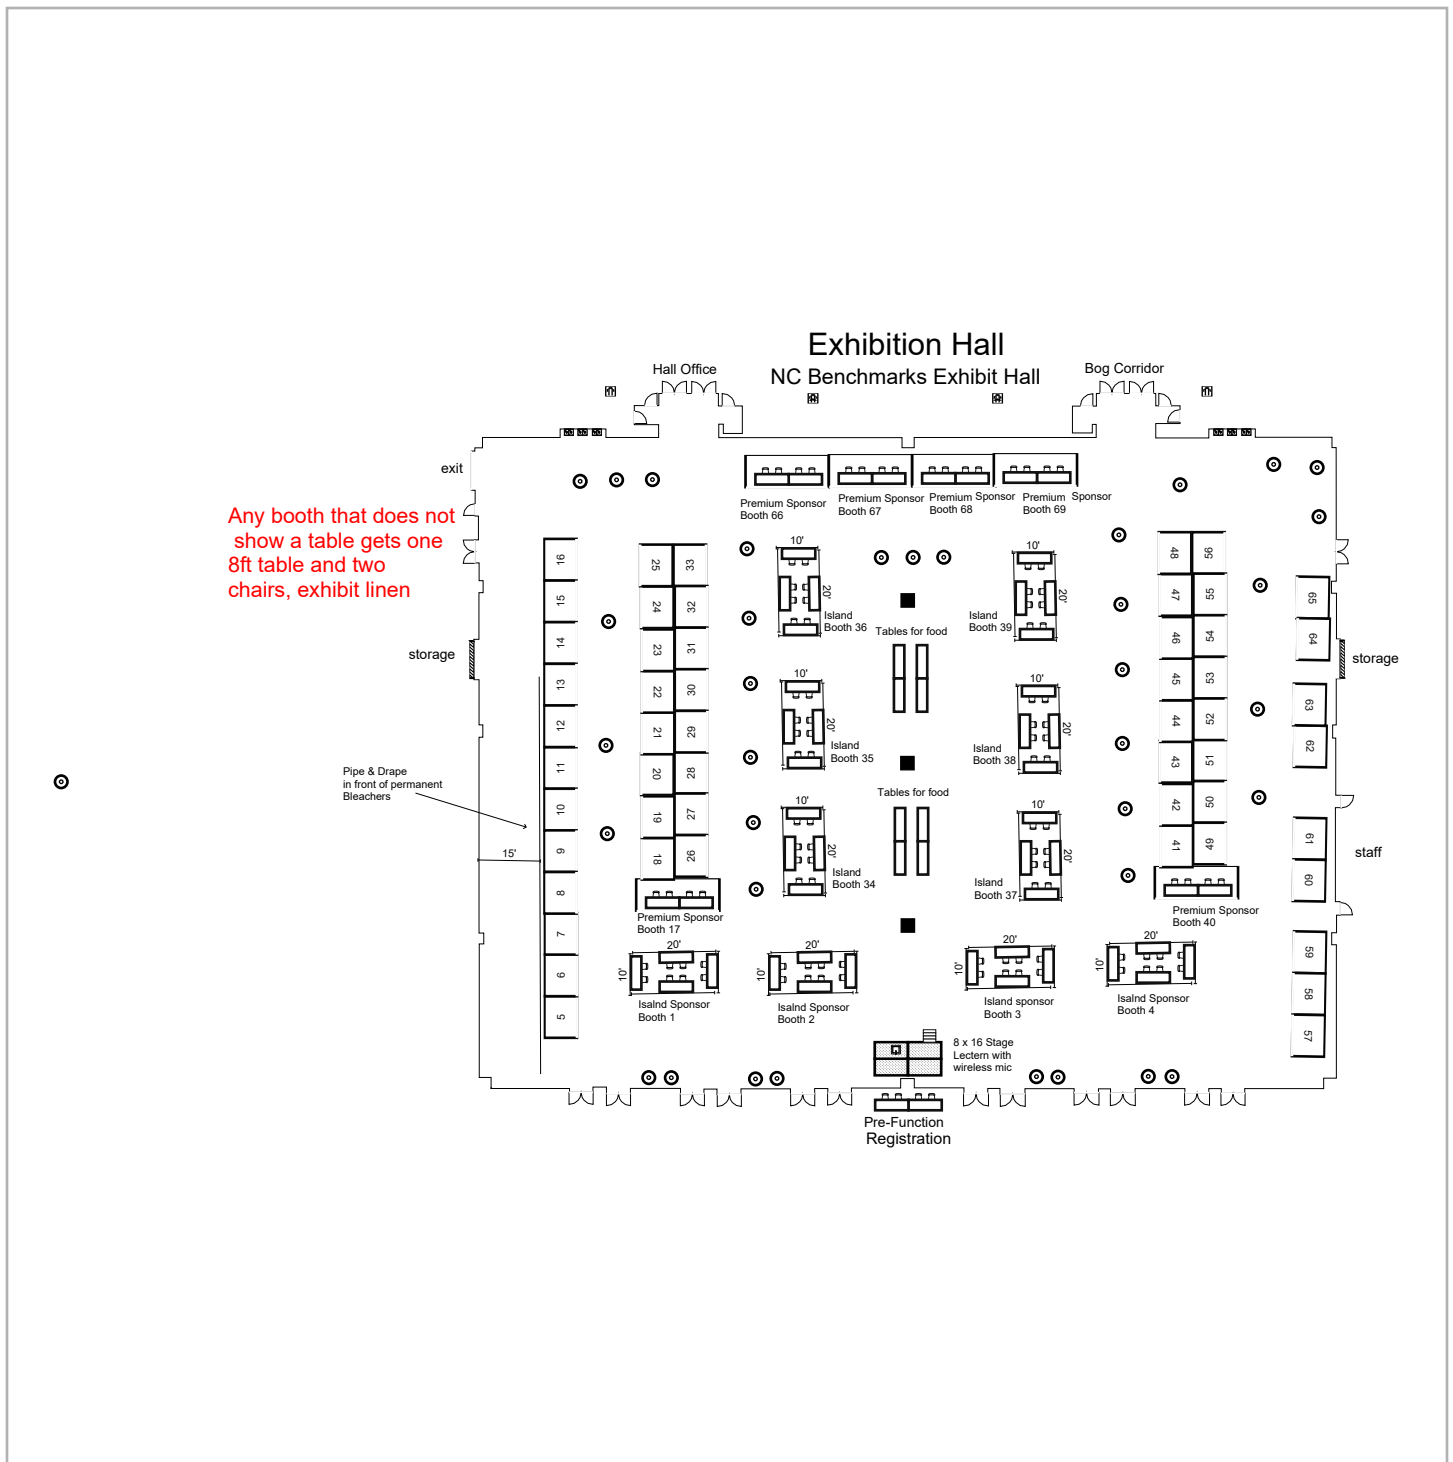 Exhibition Hall
NC Benchmarks Exhibit Hall
Hall Office
Bog Corridor
exit
Any booth that does not
show a table gets one
8ft table and two
chairs, exhibit linen
Premium Sponsor
Booth 66
Premium Sponsor
Booth 67
Premium Sponsor
Booth 68
Premium Sponsor
Booth 69
storage
storage
staff
Pipe & Drape
in front of permanent
Bleachers
15'
16
15
14
13
12
11
10
9
8
7
6
5
25
24
23
22
21
20
19
18
33
32
31
30
29
28
27
26
Premium Sponsor
Booth 17
10'
20'
Island
Booth 36
10'
20'
Island
Booth 35
10'
20'
Island
Booth 34
Tables for food
Tables for food
10'
20'
Island
Booth 39
10'
20'
Island
Booth 38
10'
20'
Island
Booth 37
48
47
46
45
44
43
42
41
56
55
54
53
52
51
50
49
Premium Sponsor
Booth 40
65
64
63
62
61
60
59
58
57
20'
10'
Isalnd Sponsor
Booth 1
20'
10'
Isalnd Sponsor
Booth 2
20'
10'
Island sponsor
Booth 3
20'
10'
Isalnd Sponsor
Booth 4
8 x 16 Stage
Lectern with
wireless mic
Pre-Function
Registration